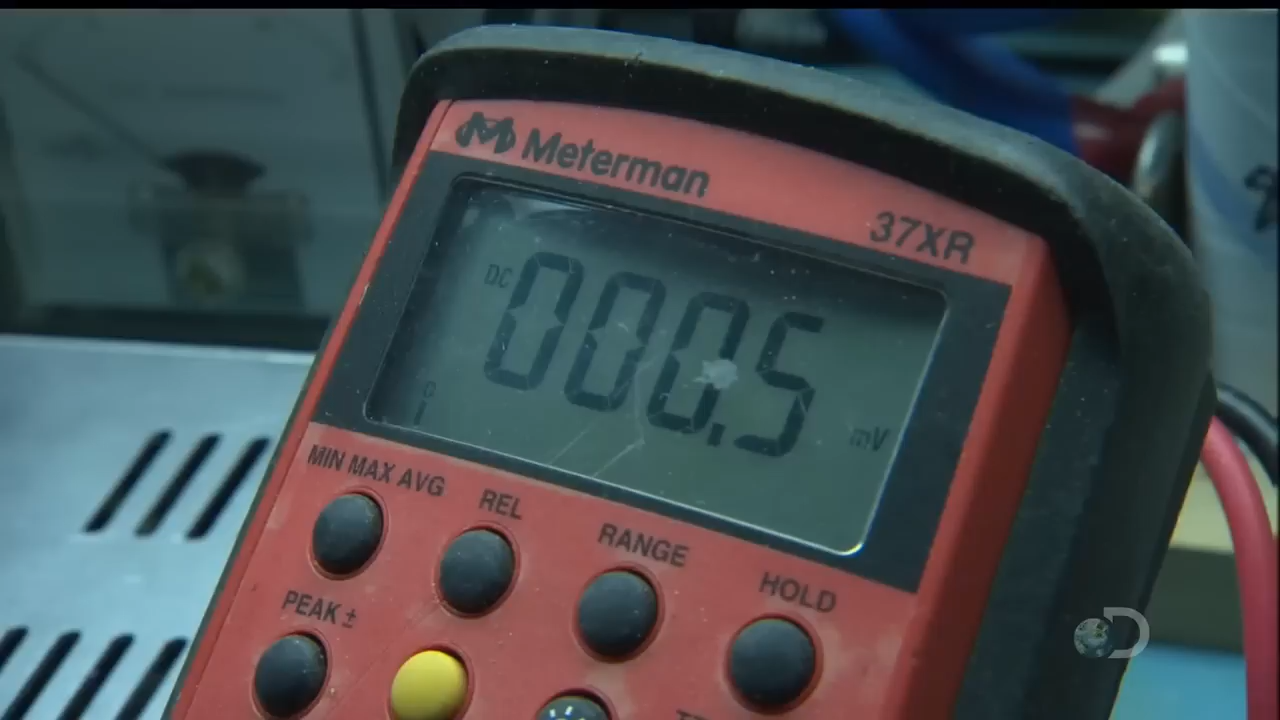 Meterman
37XR
DC
000.5
mV
MIN MAX AVG
REL
RANGE
HOLD
PEAK ±
D